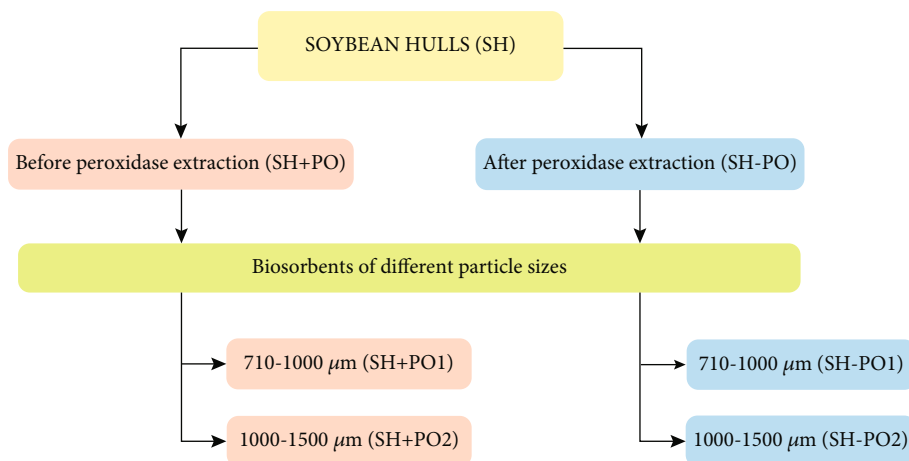 SOYBEAN HULLS (SH)
Before peroxidase extraction (SH+PO)
After peroxidase extraction (SH-PO)
Biosorbents of different particle sizes
710-1000 μm (SH+PO1)
710-1000 μm (SH-PO1)
1000-1500 μm (SH+PO2)
1000-1500 μm (SH-PO2)